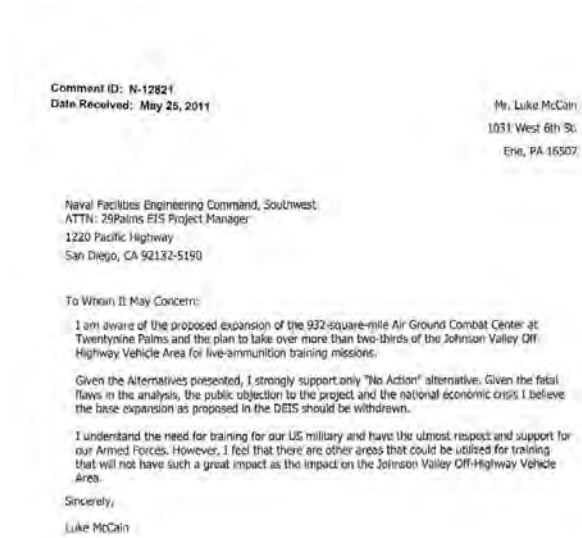 Comment ID: N-12821
Date Received: May 25, 2011
Mr. Luke McCain
1031 West 6th St.
Erie, PA 16507
Naval Facilities Engineering Command, Southwest
ATTN: 29Palms EIS Project Manager
1220 Pacific Highway
San Diego, CA 92132-5190
To Whom It May Concern:
I am aware of the proposed expansion of the 932-square-mile Air Ground Combat Center at
Twentynine Palms and the plan to take over more than two-thirds of the Johnson Valley Off-
Highway Vehicle Area for live-ammunition training missions.
Given the Alternatives presented, I strongly support only "No Action" alternative. Given the fatal
flaws in the analysis, the public objection to the project and the national economic crisis I believe
the base expansion as proposed in the DEIS should be withdrawn.
I understand the need for training for our US military and have the utmost respect and support for
our Armed Forces. However, I feel that there are other areas that could be utilized for training
that will not have such a great impact as the impact on the Johnson Valley Off-Highway Vehicle
Area.
Sincerely,
Luke McCain